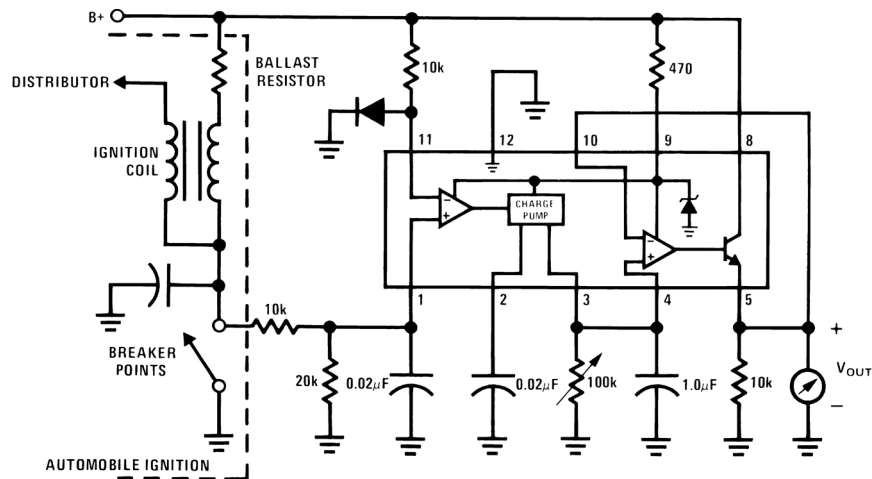 B+
BALLAST
RESISTOR
DISTRIBUTOR
10k
470
11
12
10
9
8
IGNITION
COIL
CHARGE
PUMP
−
+
−
+
1
2
3
4
5
10k
+
BREAKER
POINTS
20k
0.02μF
0.02μF
100k
1.0μF
10k
VOUT
−
AUTOMOBILE IGNITION